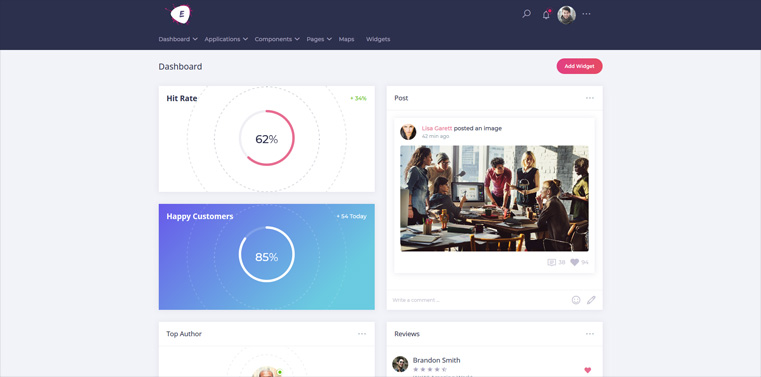 E
Dashboard Applications Components Pages Maps Widgets
Dashboard
Add Widget
Hit Rate
+ 34%
62%
Happy Customers
+ 54 Today
85%
Post
Lisa Garett posted an image
42 min ago
38 94
Write a comment ...
Top Author
Reviews
Brandon Smith